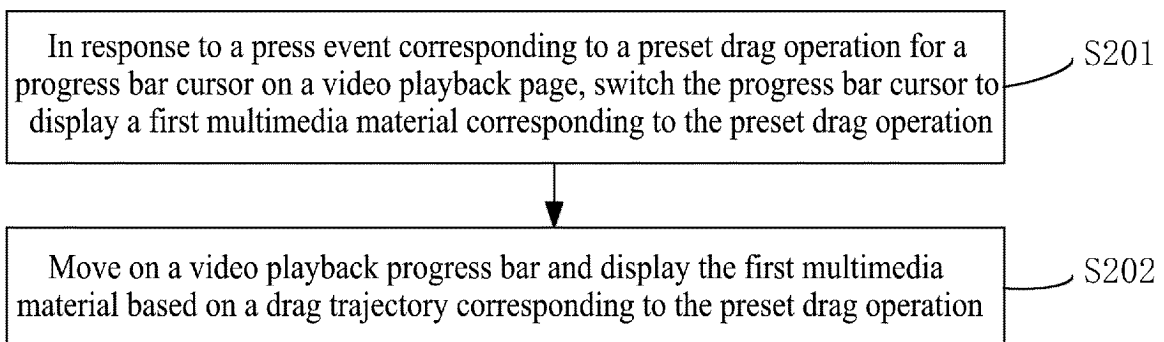 In response to a press event corresponding to a preset drag operation for a
progress bar cursor on a video playback page, switch the progress bar cursor to
display a first multimedia material corresponding to the preset drag operation
S201
Move on a video playback progress bar and display the first multimedia
material based on a drag trajectory corresponding to the preset drag operation
S202